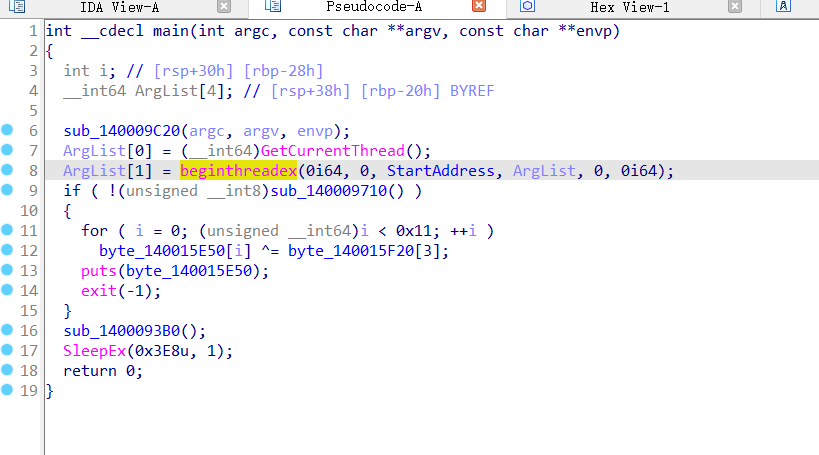 IDA View-A Pseudocode-A Hex View-1 A
1 int __cdecl main(int argc, const char **argv, const char **envp)
2 {
3   int i; // [rsp+30h] [rbp-28h]
4   __int64 ArgList[4]; // [rsp+38h] [rbp-20h] BYREF
5
6   sub_140009C20(argc, argv, envp);
7   ArgList[0] = (__int64)GetCurrentThread();
8   ArgList[1] = beginthreadex(0i64, 0, StartAddress, ArgList, 0, 0i64);
9   if ( !(unsigned __int8)sub_140009710() )
10   {
11     for ( i = 0; (unsigned __int64)i < 0x11; ++i )
12       byte_140015E50[i] ^= byte_140015F20[3];
13     puts(byte_140015E50);
14     exit(-1);
15   }
16   sub_1400093B0();
17   SleepEx(0x3E8u, 1);
18   return 0;
19 }